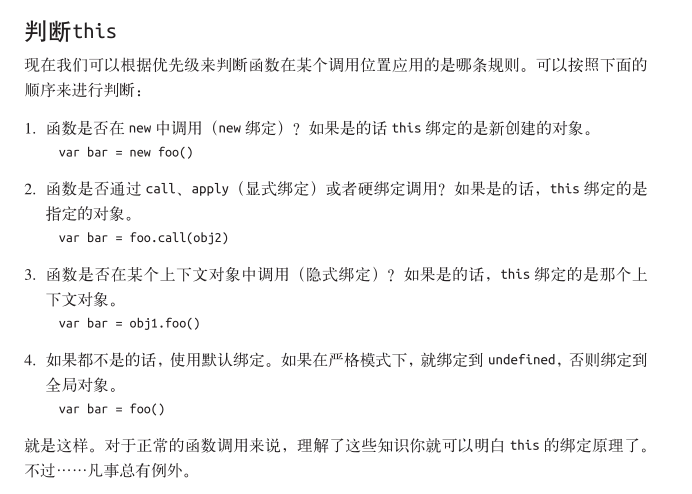 判断this
现在我们可以根据优先级来判断函数在某个调用位置应用的是哪条规则。可以按照下面的
顺序来进行判断：
1. 函数是否在 new 中调用（new 绑定）？如果是的话 this 绑定的是新创建的对象。
var bar = new foo()
2. 函数是否通过 call、apply（显式绑定）或者硬绑定调用？如果是的话，this 绑定的是
指定的对象。
var bar = foo.call(obj2)
3. 函数是否在某个上下文对象中调用（隐式绑定）？如果是的话，this 绑定的是那个上
下文对象。
var bar = obj1.foo()
4. 如果都不是的话，使用默认绑定。如果在严格模式下，就绑定到 undefined，否则绑定到
全局对象。
var bar = foo()
就是这样。对于正常的函数调用来说，理解了这些知识你就可以明白 this 的绑定原理了。
不过……凡事总有例外。